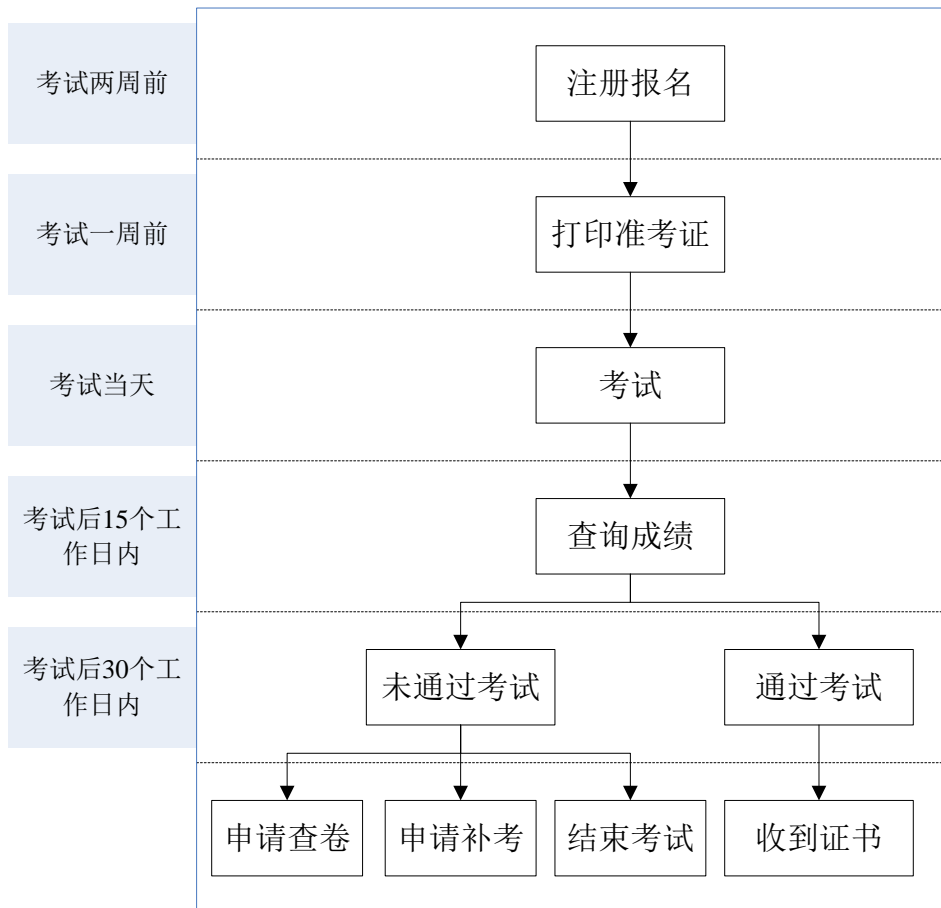 考试两周前
注册报名
考试一周前
打印准考证
考试当天
考试
考试后15个工
作日内
查询成绩
考试后30个工
作日内
未通过考试
通过考试
申请查卷
申请补考
结束考试
收到证书